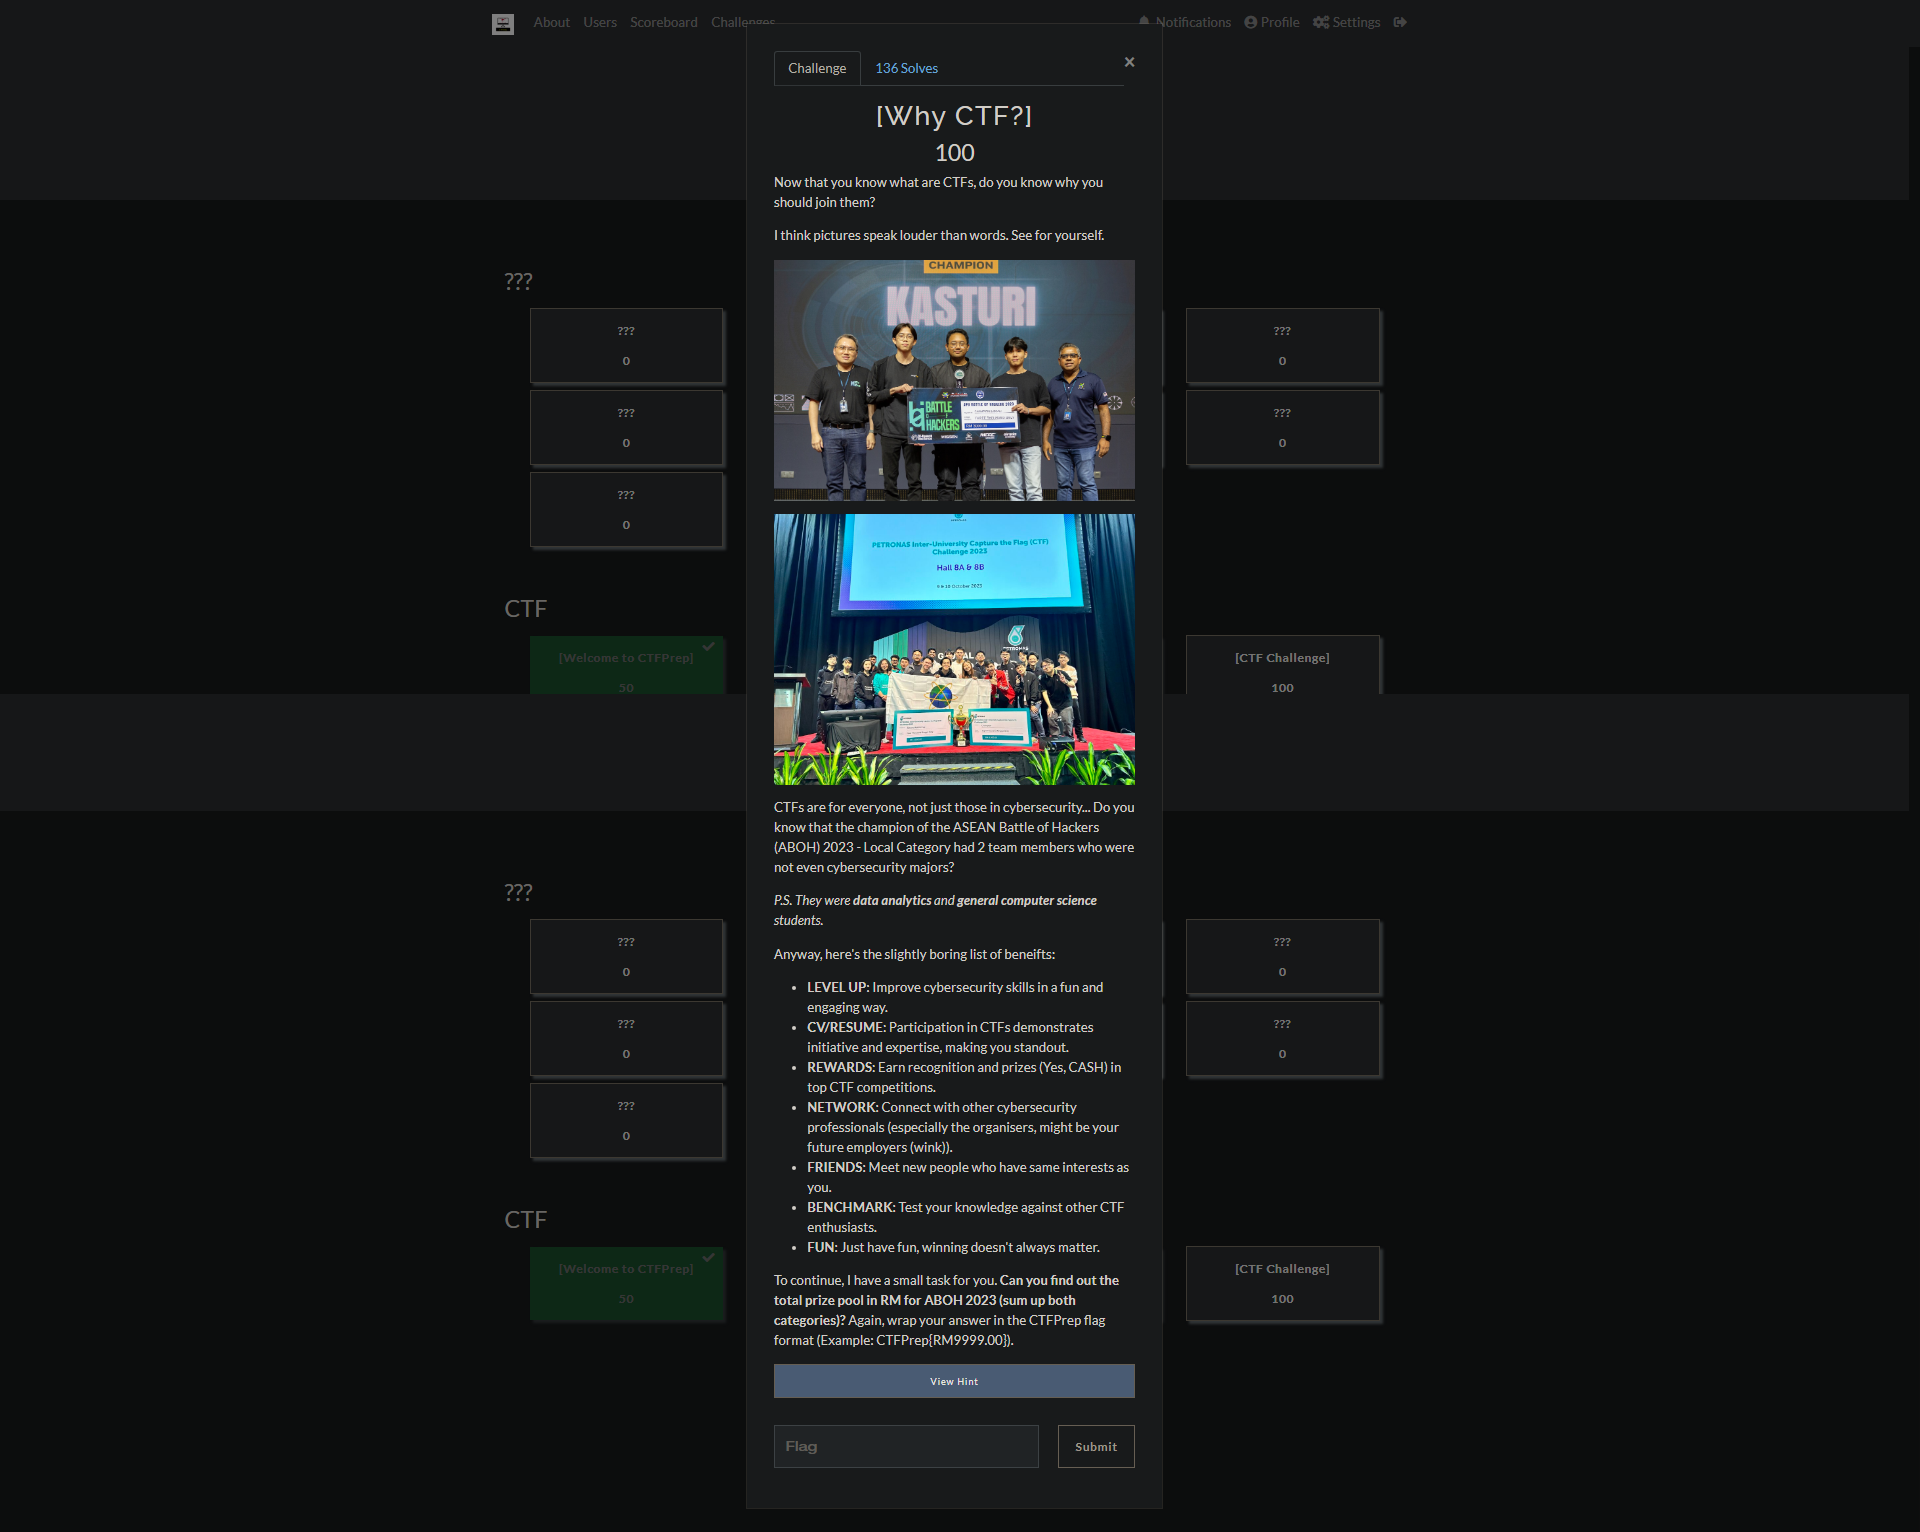 About Users Scoreboard Challenges
Notifications Profile Settings
Challenge 136 Solves ×
[Why CTF?]
100
Now that you know what are CTFs, do you know why you
should join them?
I think pictures speak louder than words. See for yourself.
CHAMPION
KASTURI
BATTLE
HACKERS
PETRONAS Inter-University Capture the Flag (CTF)
Challenge 2023
Hall 8A & 8B
PETRONAS
CTFs are for everyone, not just those in cybersecurity... Do you
know that the champion of the ASEAN Battle of Hackers
(ABOH) 2023 - Local Category had 2 team members who were
not even cybersecurity majors?
P.S. They were data analytics and general computer science
students.
Anyway, here's the slightly boring list of beneifts:
• LEVEL UP: Improve cybersecurity skills in a fun and
engaging way.
• CV/RESUME: Participation in CTFs demonstrates
initiative and expertise, making you standout.
• REWARDS: Earn recognition and prizes (Yes, CASH) in
top CTF competitions.
• NETWORK: Connect with other cybersecurity
professionals (especially the organisers, might be your
future employers (wink)).
• FRIENDS: Meet new people who have same interests as
you.
• BENCHMARK: Test your knowledge against other CTF
enthusiasts.
• FUN: Just have fun, winning doesn't always matter.
To continue, I have a small task for you. Can you find out the
total prize pool in RM for ABOH 2023 (sum up both
categories)? Again, wrap your answer in the CTFPrep flag
format (Example: CTFPrep{RM9999.00}).
View Hint
Flag
Submit
???
??? ???
0 0
??? ???
0 0
???
0
CTF
[Welcome to CTFPrep] [CTF Challenge]
50 100
???
??? ???
0 0
??? ???
0 0
???
0
CTF
[Welcome to CTFPrep] [CTF Challenge]
50 100